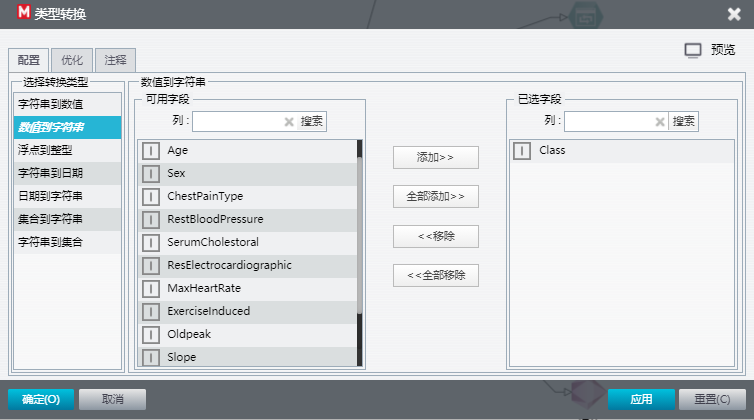 M 类型转换
配置 优化 注释
预览
选择转换类型
字符串到数值
数值到字符串
浮点到整型
字符串到日期
日期到字符串
集合到字符串
字符串到集合
数值到字符串
可用字段
列： 搜索
Age
Sex
ChestPainType
RestBloodPressure
SerumCholestoral
ResElectrocardiographic
MaxHeartRate
ExerciseInduced
Oldpeak
Slope
添加>>
全部添加>>
<<移除
<<全部移除
已选字段
列： 搜索
Class
确定(O) 取消
应用 重置(C)